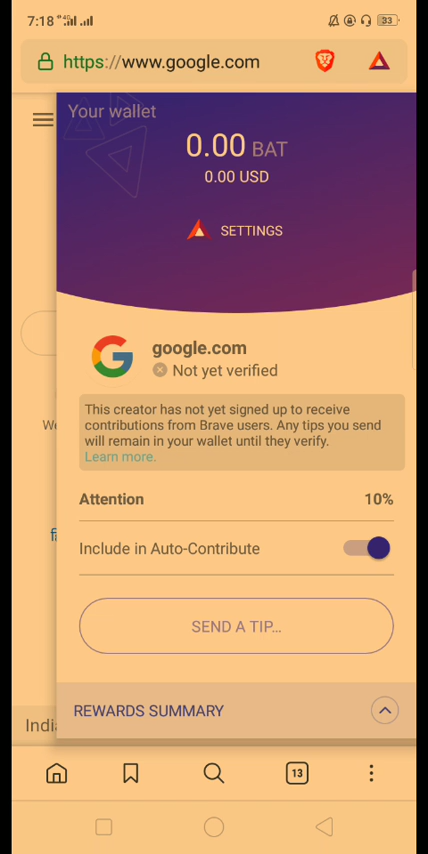 7:18
33
https://www.google.com
Your wallet
0.00 BAT
0.00 USD
SETTINGS
google.com
Not yet verified
This creator has not yet signed up to receive
contributions from Brave users. Any tips you send
will remain in your wallet until they verify.
Learn more.
We
Attention 10%
Include in Auto-Contribute
SEND A TIP...
REWARDS SUMMARY
India
13